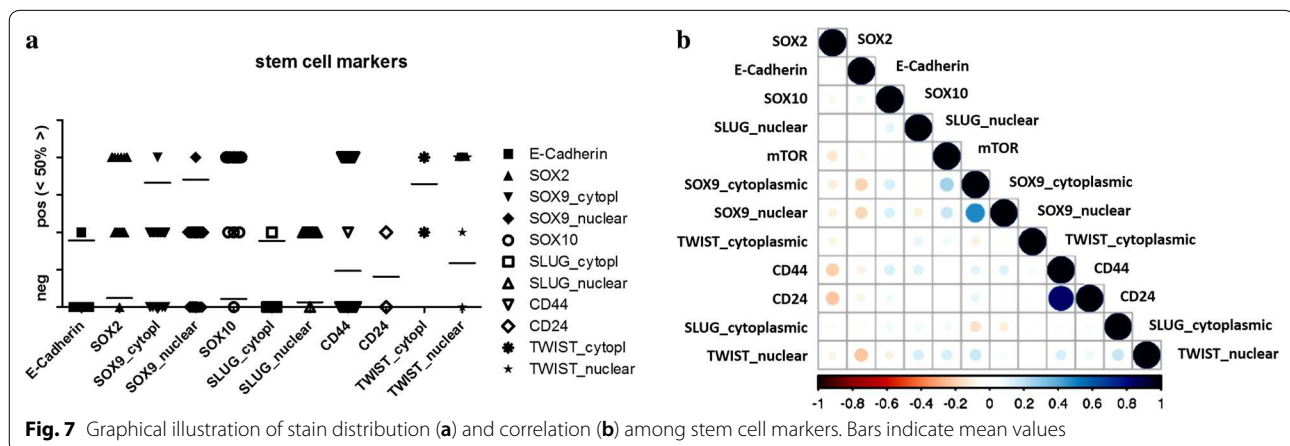 a
stem cell markers
pos (< 50% >)
neg
E-Cadherin
SOX2
SOX9_cytopl
SOX9_nuclear
SOX10
SLUG_cytopl
SLUG_nuclear
CD44
CD24
TWIST_cytopl
TWIST_nuclear
E-Cadherin
SOX2
SOX9_cytopl
SOX9_nuclear
SOX10
SLUG_cytopl
SLUG_nuclear
CD44
CD24
TWIST_cytopl
TWIST_nuclear
b
SOX2 SOX2
E-Cadherin E-Cadherin
SOX10 SOX10
SLUG_nuclear SLUG_nuclear
mTOR mTOR
SOX9_cytoplasmic SOX9_cytoplasmic
SOX9_nuclear SOX9_nuclear
TWIST_cytoplasmic TWIST_cytoplasmic
CD44 CD44
CD24 CD24
SLUG_cytoplasmic SLUG_cytoplasmic
TWIST_nuclear TWIST_nuclear
-1 -0.8 -0.6 -0.4 -0.2 0 0.2 0.4 0.6 0.8 1
Fig. 7 Graphical illustration of stain distribution (a) and correlation (b) among stem cell markers. Bars indicate mean values